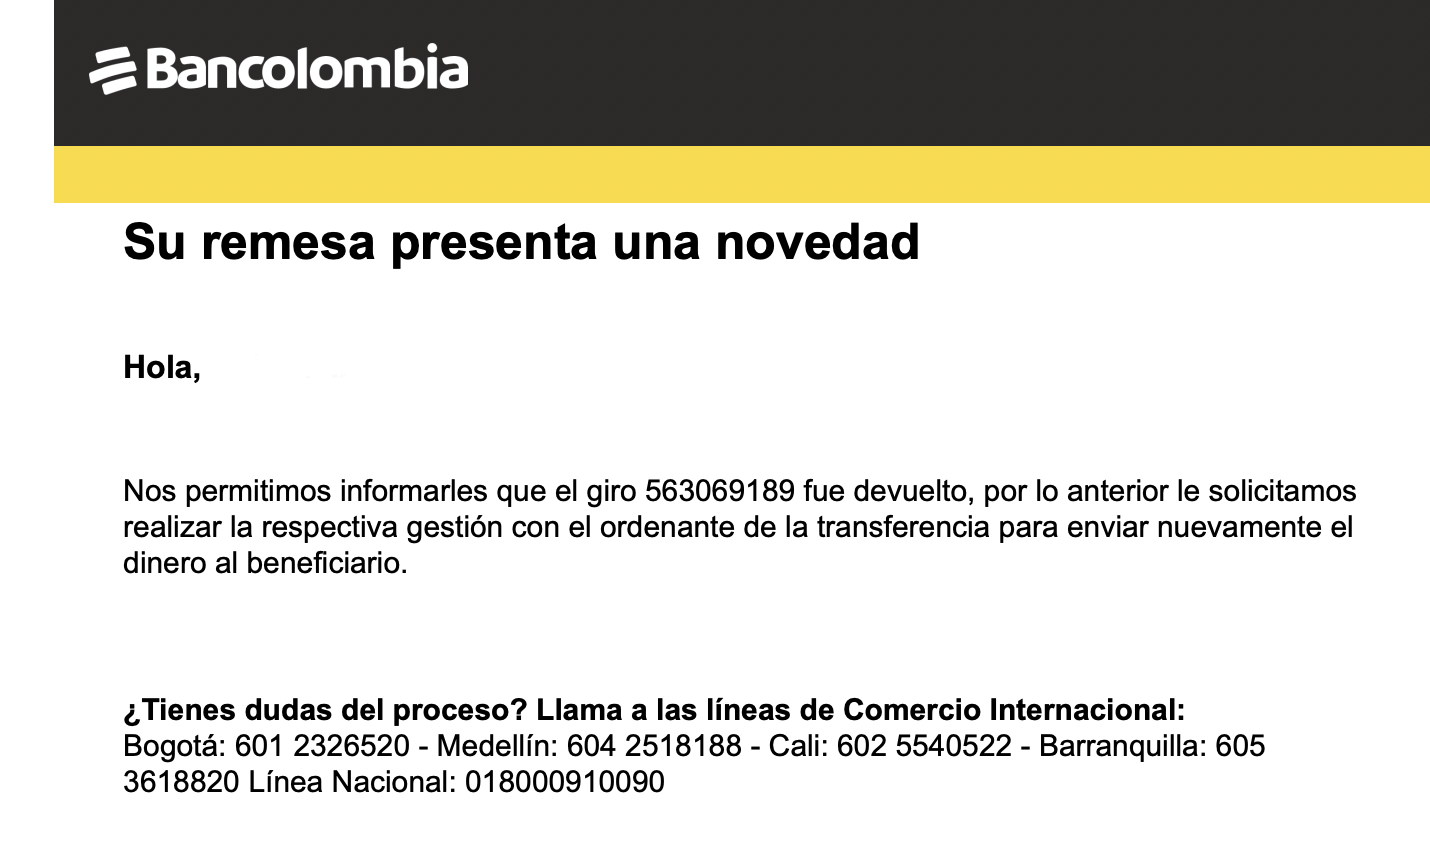 Bancolombia
Su remesa presenta una novedad
Hola,
Nos permitimos informarles que el giro 563069189 fue devuelto, por lo anterior le solicitamos
realizar la respectiva gestión con el ordenante de la transferencia para enviar nuevamente el
dinero al beneficiario.
¿Tienes dudas del proceso? Llama a las líneas de Comercio Internacional:
Bogotá: 601 2326520 - Medellín: 604 2518188 - Cali: 602 5540522 - Barranquilla: 605
3618820 Línea Nacional: 018000910090